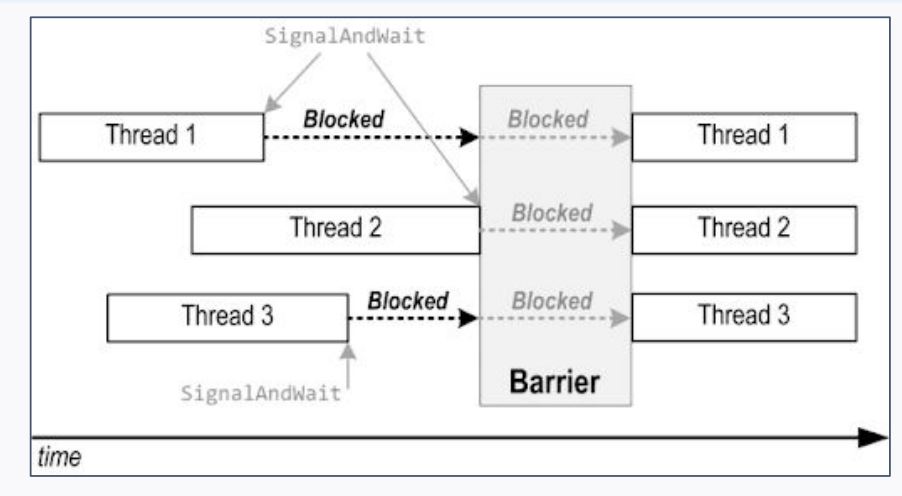 SignalAndWait
Thread 1 Blocked Blocked Thread 1
Thread 2 Blocked Thread 2
Thread 3 Blocked Blocked Thread 3
Barrier
SignalAndWait
time